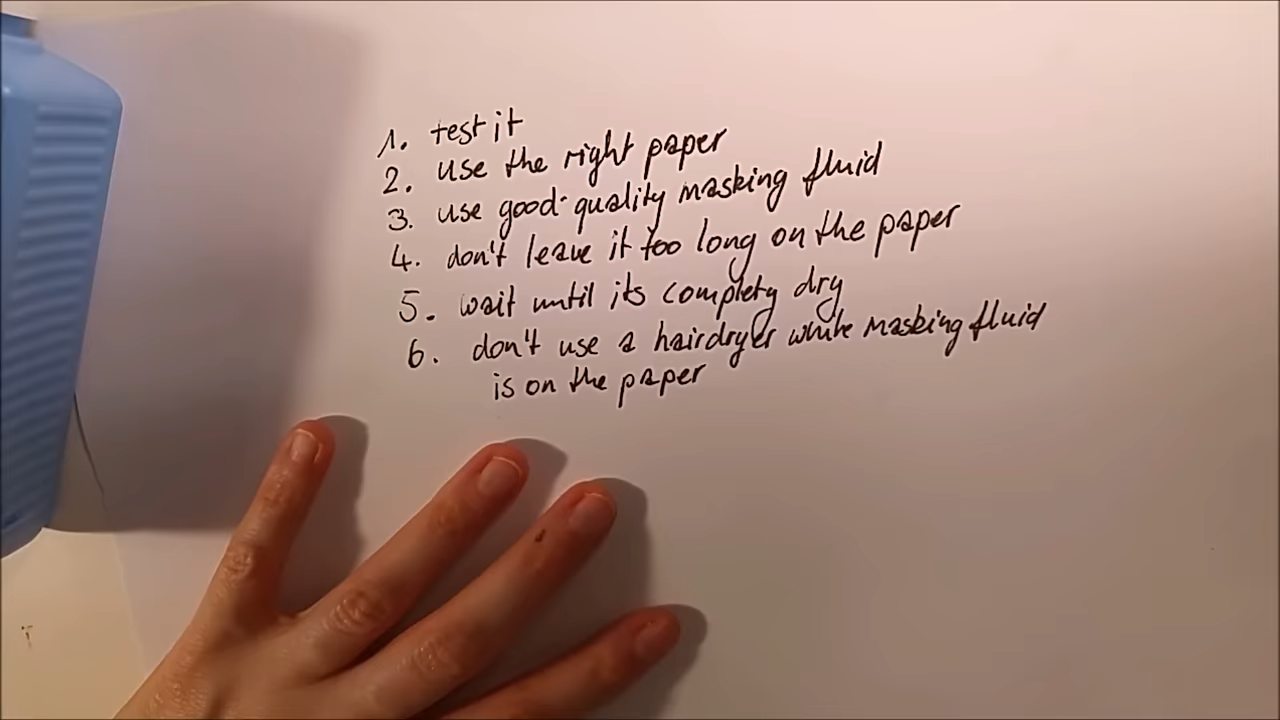 1. test it
2. use the right paper
3. use good-quality masking fluid
4. don't leave it too long on the paper
5. wait until its complety dry
6. don't use a hairdryer while masking fluid
is on the paper